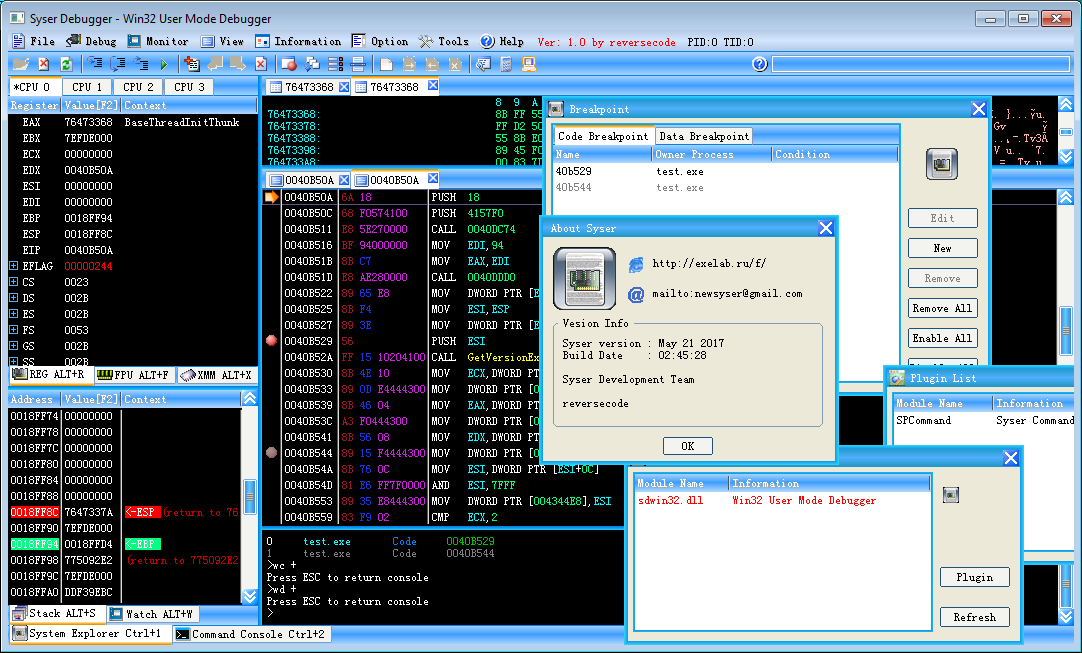 Syser Debugger - Win32 User Mode Debugger
File Debug Monitor View Information Option Tools Help Ver: 1.0 by reversecode PID:0 TID:0
*CPU 0 CPU 1 CPU 2 CPU 3
Register Value[F2] Context
EAX 76473368 BaseThreadInitThunk
EBX 7EFDE000
ECX 00000000
EDX 0040B50A
ESI 00000000
EDI 00000000
EBP 0018FF94
ESP 0018FF8C
EIP 0040B50A
EFLAG 00000244
CS 0023
DS 002B
ES 002B
FS 0053
GS 002B
SS 002B
REG ALT+R FPU ALT+F XMM ALT+X
Address Value[F2] Context
0018FF74 00000000
0018FF78 00000000
0018FF7C 00000000
0018FF80 00000000
0018FF84 00000000
0018FF88 00000000
0018FF8C 7647337A <-ESP (return to 76
0018FF90 7EFDE000
0018FF94 0018FFD4 <-EBP
0018FF98 775092E2 (return to 775092E2
0018FF9C 7EFDE000
0018FFA0 DDF39EBC
Stack ALT+S Watch ALT+W
System Explorer Ctrl+1 Command Console Ctrl+2
76473368 76473368
8 9 A
76473368: 8B FF 55
76473378: FF D2 50
76473388: 55 8B EC
76473398: 89 45 FC
764733A8: 00 83 7D
0040B50A 0040B50A
0040B50A 6A 18 PUSH 18
0040B50C 68 F0574100 PUSH 4157F0
0040B511 E8 5E270000 CALL 0040DC74
0040B516 BF 94000000 MOV EDI,94
0040B51B 8B C7 MOV EAX,EDI
0040B51D E8 AE280000 CALL 0040DDD0
0040B522 89 65 E8 MOV DWORD PTR [E
0040B525 8B F4 MOV ESI,ESP
0040B527 89 3E MOV DWORD PTR [E
0040B529 56 PUSH ESI
0040B52A FF 15 10204100 CALL GetVersionEx
0040B530 8B 4E 10 MOV ECX,DWORD PT
0040B533 89 0D E4444300 MOV DWORD PTR [0
0040B539 8B 46 04 MOV EAX,DWORD PT
0040B53C A3 F0444300 MOV DWORD PTR [0
0040B541 8B 56 08 MOV EDX,DWORD PT
0040B544 89 15 F4444300 MOV DWORD PTR [0
0040B54A 8B 76 0C MOV ESI,DWORD PTR [ESI+0C]
0040B54D 81 E6 FF7F0000 AND ESI,7FFF
0040B553 89 35 E8444300 MOV DWORD PTR [004344E8],ESI
0040B559 83 F9 02 CMP ECX,2
0 test.exe Code 0040B529
1 test.exe Code 0040B544
>wc +
Press ESC to return console
>wd +
Press ESC to return console
>
Breakpoint
Code Breakpoint Data Breakpoint
Name Owner Process Condition
40b529 test.exe
40b544 test.exe
Edit
New
Remove
Remove All
Enable All
About Syser
http://exelab.ru/f/
mailto:newsyser@gmail.com
Vesion Info
Syser version : May 21 2017
Build Date : 02:45:28
Syser Development Team
reversecode
OK
Plugin List
Module Name Information
SPCommand Syser Command
Module Name Information
sdwin32.dll Win32 User Mode Debugger
Plugin
Refresh